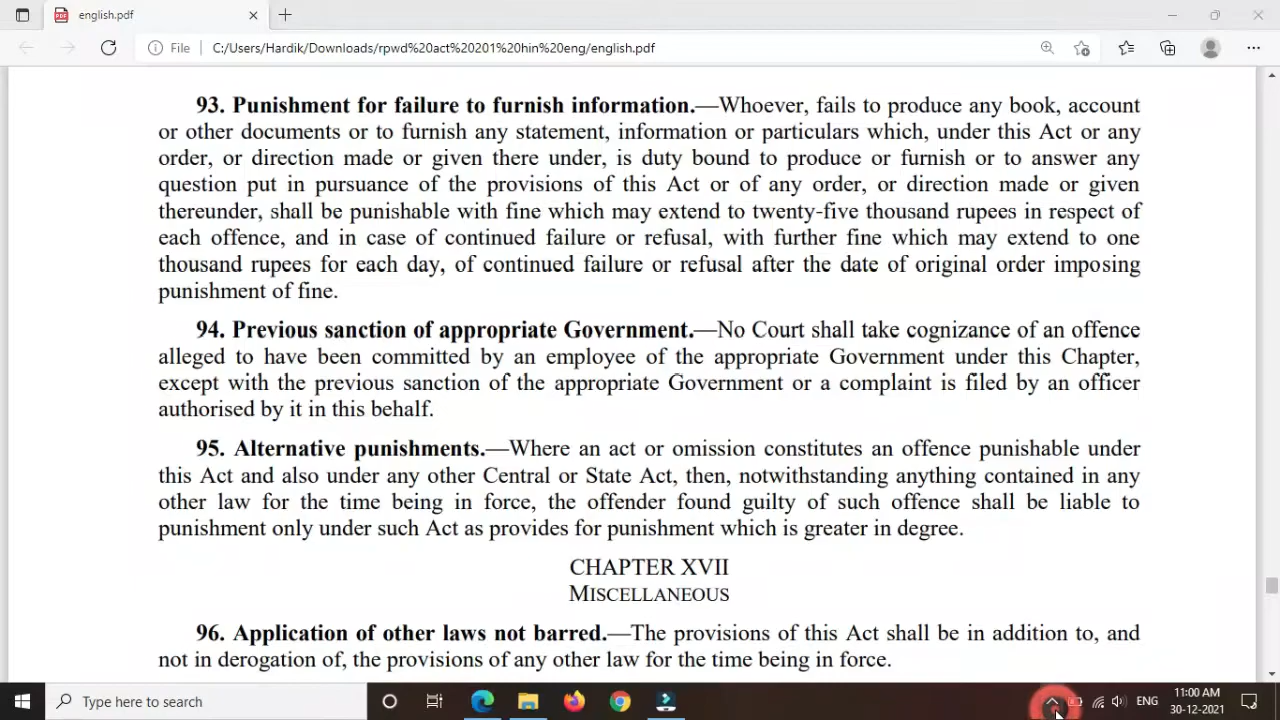 english.pdf
File
C:/Users/Hardik/Downloads/rpwd%20act%20201%20hin%20eng/english.pdf
93. Punishment for failure to furnish information.—Whoever, fails to produce any book, account
or other documents or to furnish any statement, information or particulars which, under this Act or any
order, or direction made or given there under, is duty bound to produce or furnish or to answer any
question put in pursuance of the provisions of this Act or of any order, or direction made or given
thereunder, shall be punishable with fine which may extend to twenty-five thousand rupees in respect of
each offence, and in case of continued failure or refusal, with further fine which may extend to one
thousand rupees for each day, of continued failure or refusal after the date of original order imposing
punishment of fine.
94. Previous sanction of appropriate Government.—No Court shall take cognizance of an offence
alleged to have been committed by an employee of the appropriate Government under this Chapter,
except with the previous sanction of the appropriate Government or a complaint is filed by an officer
authorised by it in this behalf.
95. Alternative punishments.—Where an act or omission constitutes an offence punishable under
this Act and also under any other Central or State Act, then, notwithstanding anything contained in any
other law for the time being in force, the offender found guilty of such offence shall be liable to
punishment only under such Act as provides for punishment which is greater in degree.
CHAPTER XVII
MISCELLANEOUS
96. Application of other laws not barred.—The provisions of this Act shall be in addition to, and
not in derogation of, the provisions of any other law for the time being in force.
Type here to search
ENG
11:00 AM
30-12-2021